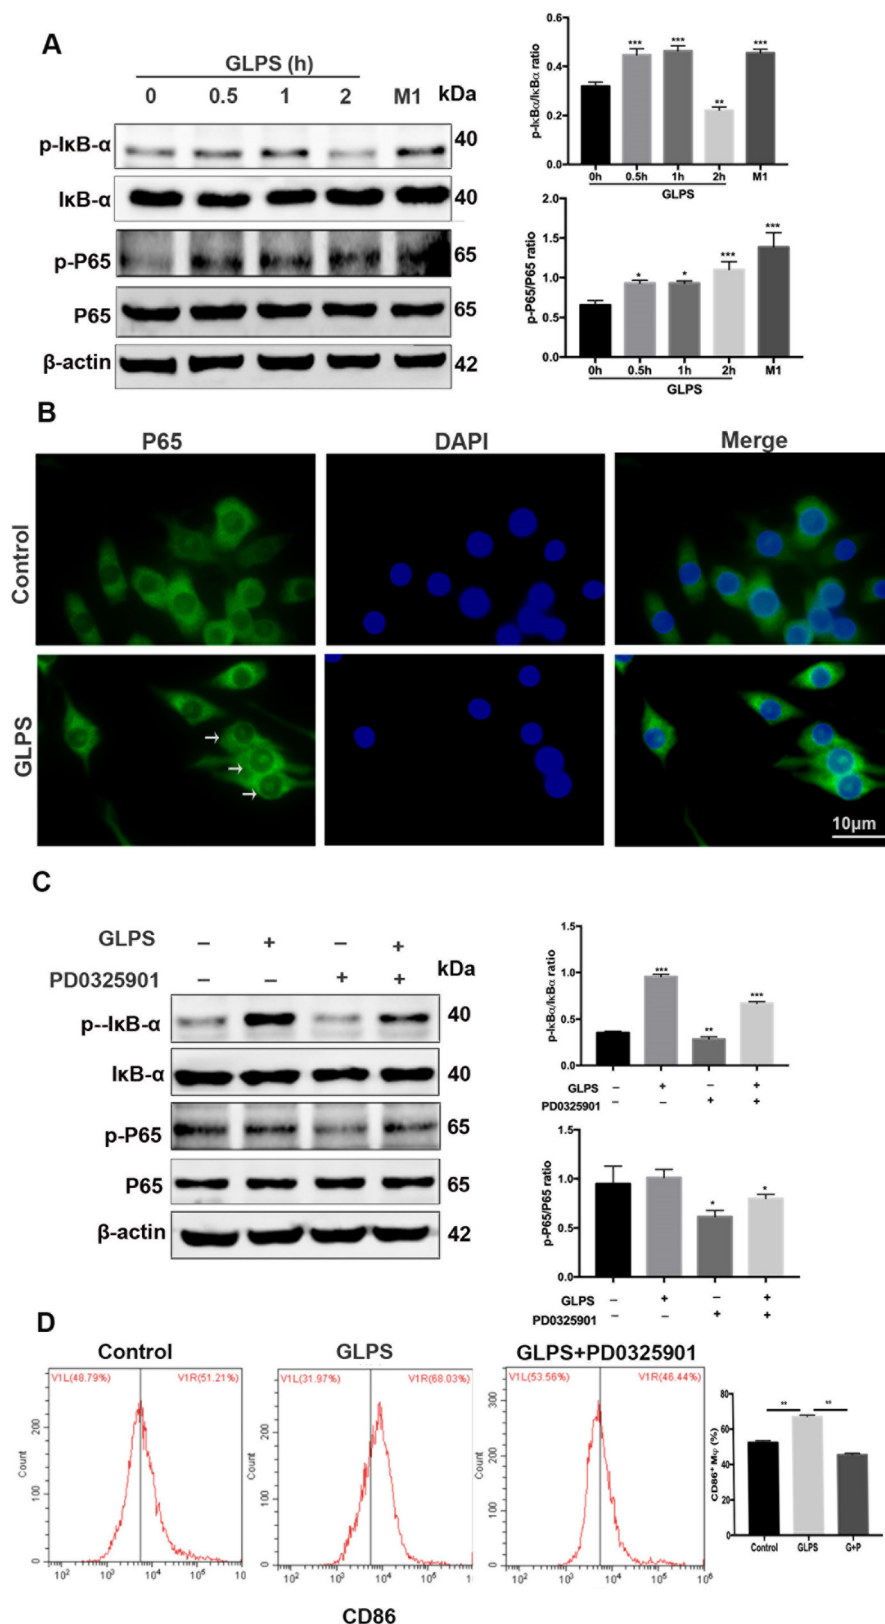 A
GLPS (h)
0 0.5 1 2 M1 kDa
p-IκB-α 40
IκB-α 40
p-P65 65
P65 65
β-actin 42
p-IκBα/IκBα ratio
0.6
0.4
0.2
0.0
*** *** ** ***
0h 0.5h 1h 2h M1
GLPS
p-P65/P65 ratio
2.0
1.5
1.0
0.5
0.0
* * *** ***
0h 0.5h 1h 2h M1
GLPS
B
P65 DAPI Merge
Control
GLPS
10μm
C
GLPS – + – +
PD0325901 – – + +
kDa
p--IκB-α 40
IκB-α 40
p-P65 65
P65 65
β-actin 42
p-IκBα/IκBα ratio
1.5
1.0
0.5
0.0
*** ** ***
GLPS – + – +
PD0325901 – – + +
p-P65/P65 ratio
1.5
1.0
0.5
0.0
* *
GLPS – + – +
PD0325901 – – + +
D
Control
V1L(48.79%) V1R(51.21%)
Count
200
100
0
10² 10³ 10⁴ 10⁵ 10
GLPS
V1L(31.97%) V1R(68.03%)
Count
200
100
0
10² 10³ 10⁴ 10⁵ 1
GLPS+PD0325901
V1L(53.56%) V1R(46.44%)
Count
300
200
100
0
10² 10³ 10⁴ 10⁵ 10⁶
CD86
CD86⁺ Mφ (%)
80
60
40
20
0
** **
Control GLPS G+P